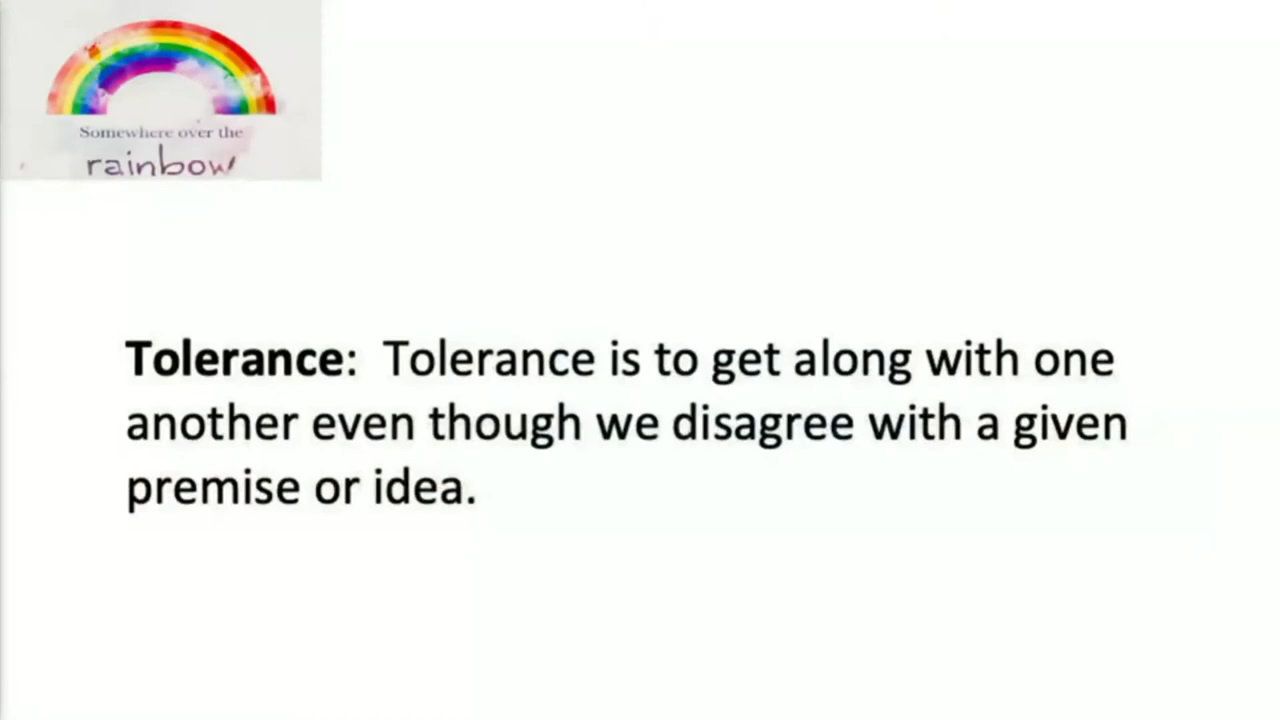 Somewhere over the
rainbow
Tolerance: Tolerance is to get along with one
another even though we disagree with a given
premise or idea.